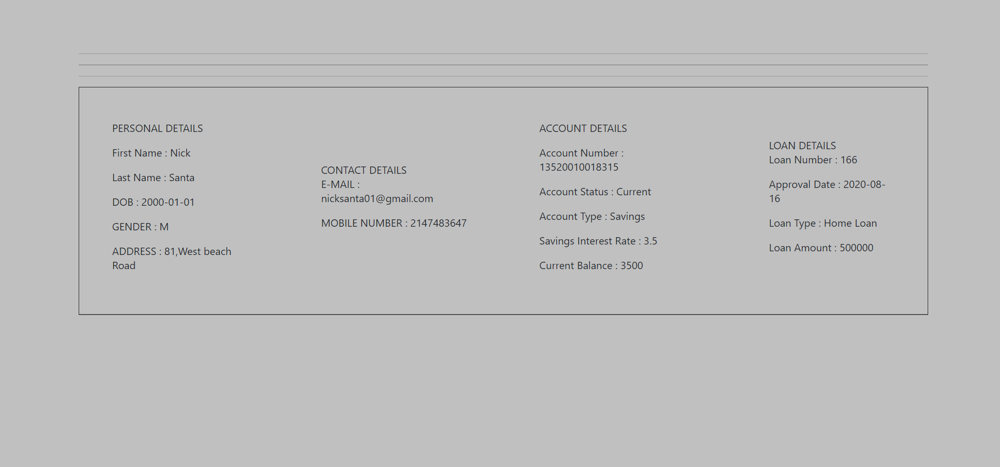 PERSONAL DETAILS
First Name : Nick
Last Name : Santa
DOB : 2000-01-01
GENDER : M
ADDRESS : 81,West beach
Road
CONTACT DETAILS
E-MAIL :
nicksanta01@gmail.com
MOBILE NUMBER : 2147483647
ACCOUNT DETAILS
Account Number :
13520010018315
Account Status : Current
Account Type : Savings
Savings Interest Rate : 3.5
Current Balance : 3500
LOAN DETAILS
Loan Number : 166
Approval Date : 2020-08-
16
Loan Type : Home Loan
Loan Amount : 500000